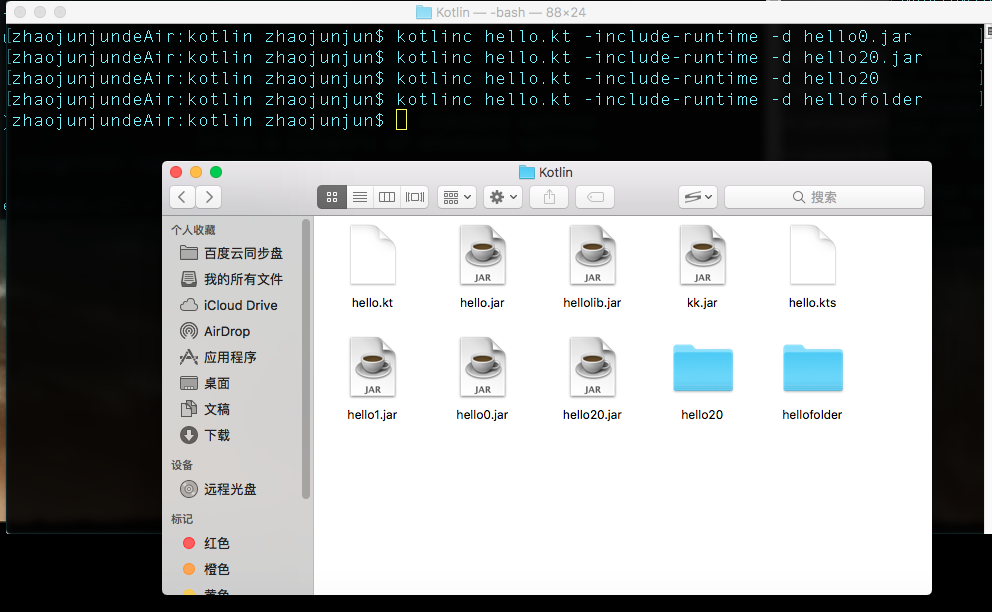 Kotlin — -bash — 88×24
[zhaojunjundeAir:kotlin zhaojunjun$ kotlinc hello.kt -include-runtime -d hello0.jar ]
[zhaojunjundeAir:kotlin zhaojunjun$ kotlinc hello.kt -include-runtime -d hello20.jar ]
[zhaojunjundeAir:kotlin zhaojunjun$ kotlinc hello.kt -include-runtime -d hello20 ]
[zhaojunjundeAir:kotlin zhaojunjun$ kotlinc hello.kt -include-runtime -d hellofolder ]
zhaojunjundeAir:kotlin zhaojunjun$
Kotlin
搜索
个人收藏
百度云同步盘
我的所有文件
iCloud Drive
AirDrop
应用程序
桌面
文稿
下载
设备
远程光盘
标记
红色
橙色
黄色
JAR JAR JAR
hello.kt hello.jar hellolib.jar kk.jar hello.kts
JAR JAR JAR
hello1.jar hello0.jar hello20.jar hello20 hellofolder